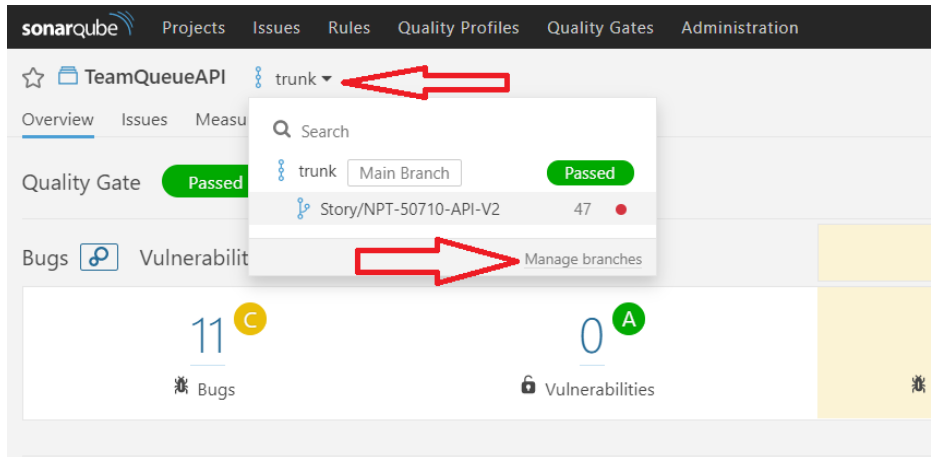 sonarqube Projects Issues Rules Quality Profiles Quality Gates Administration
TeamQueueAPI trunk
Overview Issues Measu
Search
trunk Main Branch Passed
Quality Gate Passed
Story/NPT-50710-API-V2 47
Manage branches
Bugs Vulnerabilit
11 C 0 A
Bugs Vulnerabilities